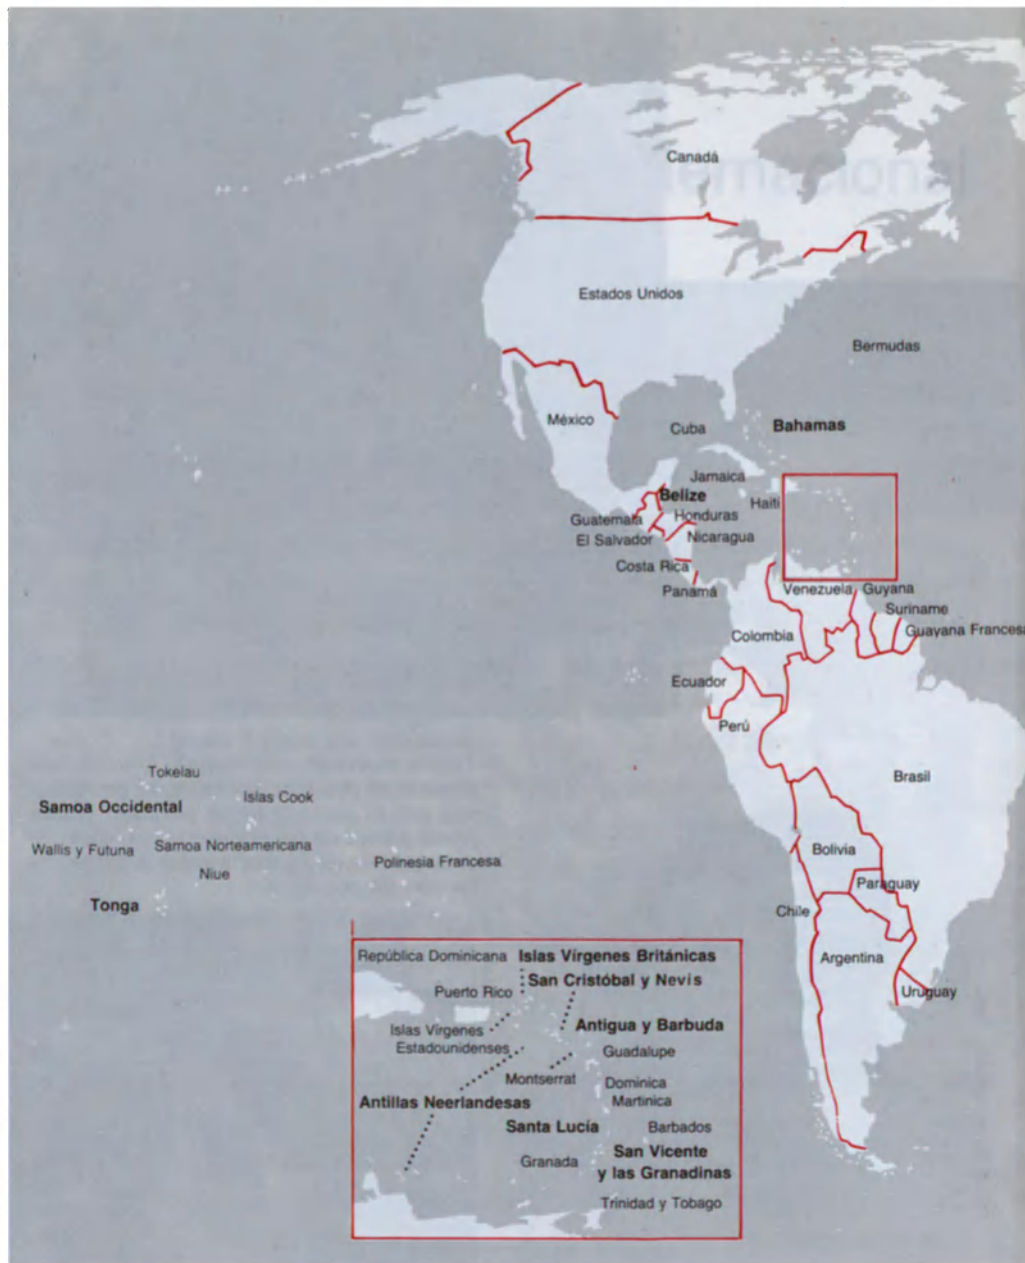 Canadá
ernacional
Estados Unidos
Bermudas
México
Cuba
Bahamas
Jamaica
Belize
Haití
Guatemala
Honduras
El Salvador
Nicaragua
Costa Rica
Panamá
Venezuela
Guyana
Suriname
Colombia
Guayana Francesa
Ecuador
Perú
Brasil
Tokelau
Samoa Occidental
Islas Cook
Wallis y Futuna
Samoa Norteamericana
Niue
Polinesia Francesa
Tonga
Bolivia
Paraguay
Chile
Argentina
Uruguay
República Dominicana
Islas Vírgenes Británicas
San Cristóbal y Nevis
Puerto Rico
Islas Vírgenes
Estadounidenses
Antigua y Barbuda
Guadalupe
Montserrat
Dominica
Antillas Neerlandesas
Martinica
Santa Lucía
Barbados
Granada
San Vicente
y las Granadinas
Trinidad y Tobago